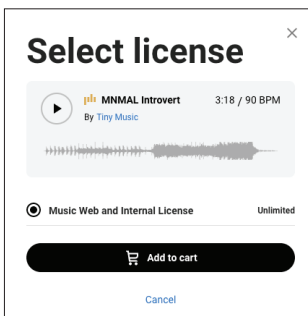 Select license
MNMAL Introvert 3:18 / 90 BPM
By Tiny Music
Music Web and Internal License Unlimited
Add to cart
Cancel